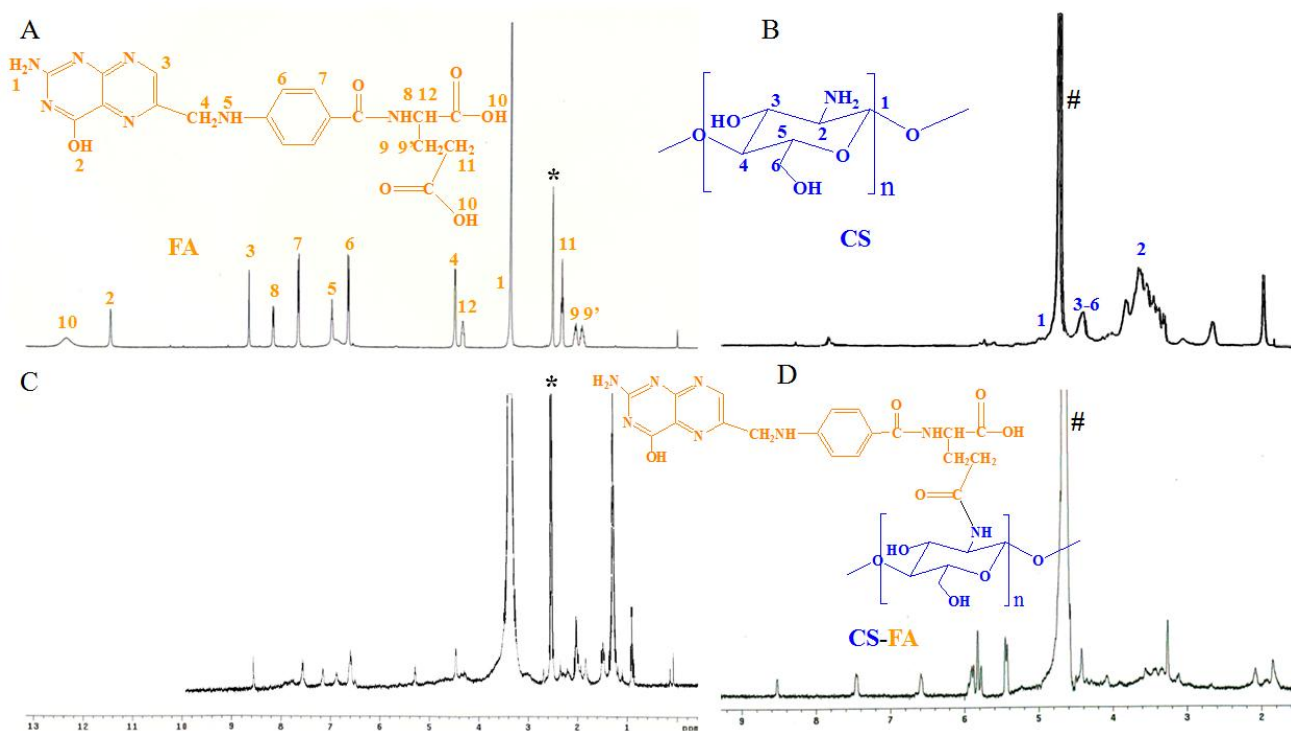 A
H₂N
1
N
N
N
N
3
OH
2
4 5
CH₂NH
6
7
O
C
8 12
NH-CH-C-OH
O
10
CH₂CH₂
9
9'
11
O
C
10
OH
FA
*
10
2
3
8
7
5
6
4
12
1
11
9
9'
B
#
[
]
n
3
HO
NH₂
2
1
O
O
4
5
6
O
OH
CS
1
3-6
2
C
*
13 12 11 10 9 8 7 6 5 4 3 2 1 ppm
D
#
H₂N
N
N
N
N
OH
CH₂NH
O
C
NH-CH-C-OH
O
CH₂CH₂
O
C
NH
[
]
n
HO
O
O
O
OH
CS-FA
9 8 7 6 5 4 3 2